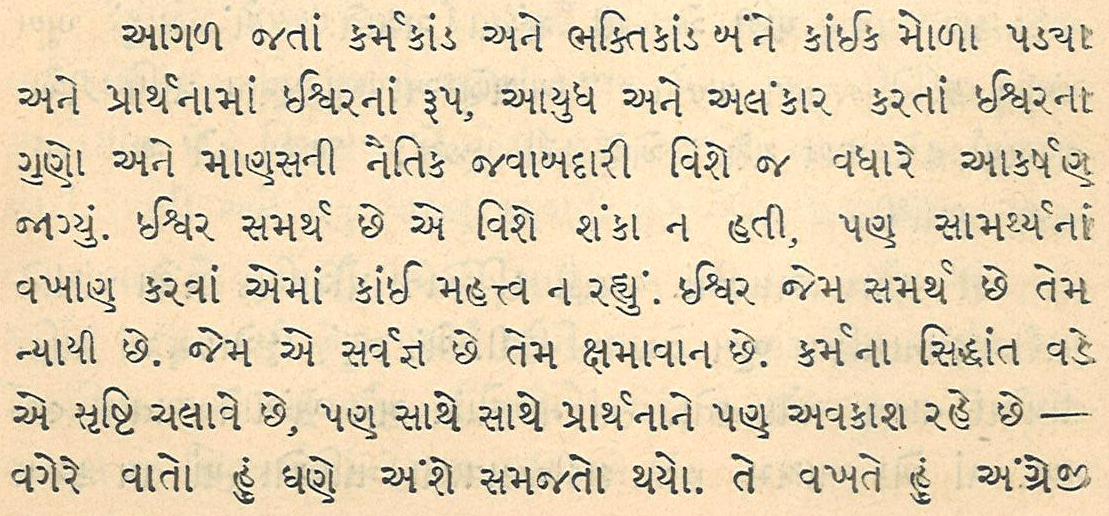 આગળ જતાં કર્મકાંડ અને ભક્તિકાંડ બંને કાંઈક મોળા પડ્યા
અને પ્રાર્થનામાં ઈશ્વરનાં રૂપ, આયુધ અને અલંકાર કરતાં ઈશ્વરના
ગુણો અને માણસની નૈતિક જવાબદારી વિશે જ વધારે આકર્ષણ
જાગ્યું. ઈશ્વર સમર્થ છે એ વિશે શંકા ન હતી, પણ સામર્થ્યનાં
વખાણ કરવાં એમાં કાંઈ મહત્ત્વ ન રહ્યું. ઈશ્વર જેમ સમર્થ છે તેમ
ન્યાયી છે. જેમ એ સર્વજ્ઞ છે તેમ ક્ષમાવાન છે. કર્મના સિદ્ધાંત વડે
એ સૃષ્ટિ ચલાવે છે, પણ સાથે સાથે પ્રાર્થનાને પણ અવકાશ રહે છે —
વગેરે વાતો હું ઘણે અંશે સમજતો થયો. તે વખતે હું અંગ્રેજી